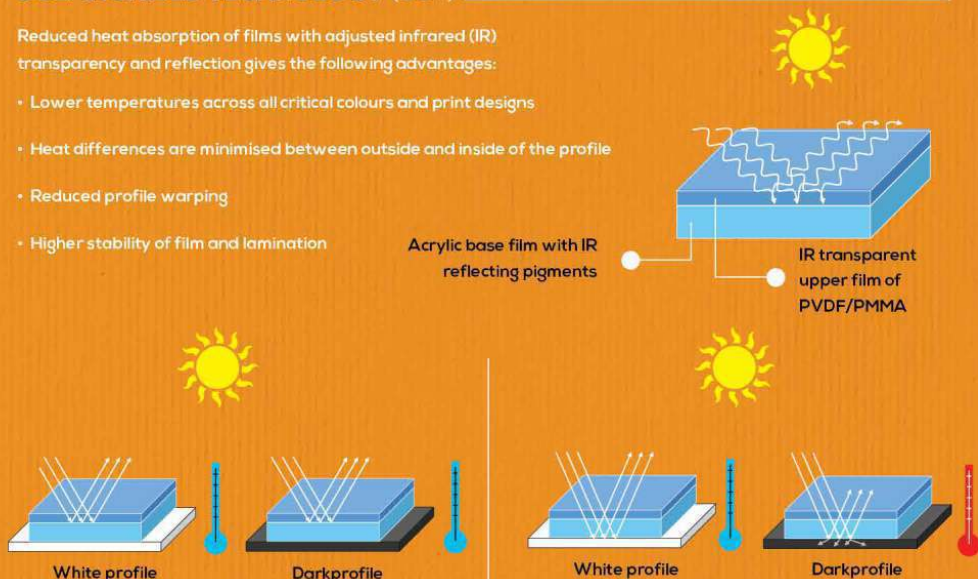 Reduced heat absorption of films with adjusted infrared (IR)
transparency and reflection gives the following advantages:
• Lower temperatures across all critical colours and print designs
• Heat differences are minimised between outside and inside of the profile
• Reduced profile warping
• Higher stability of film and lamination
Acrylic base film with IR
reflecting pigments
IR transparent
upper film of
PVDF/PMMA
White profile
Darkprofile
White profile
Darkprofile